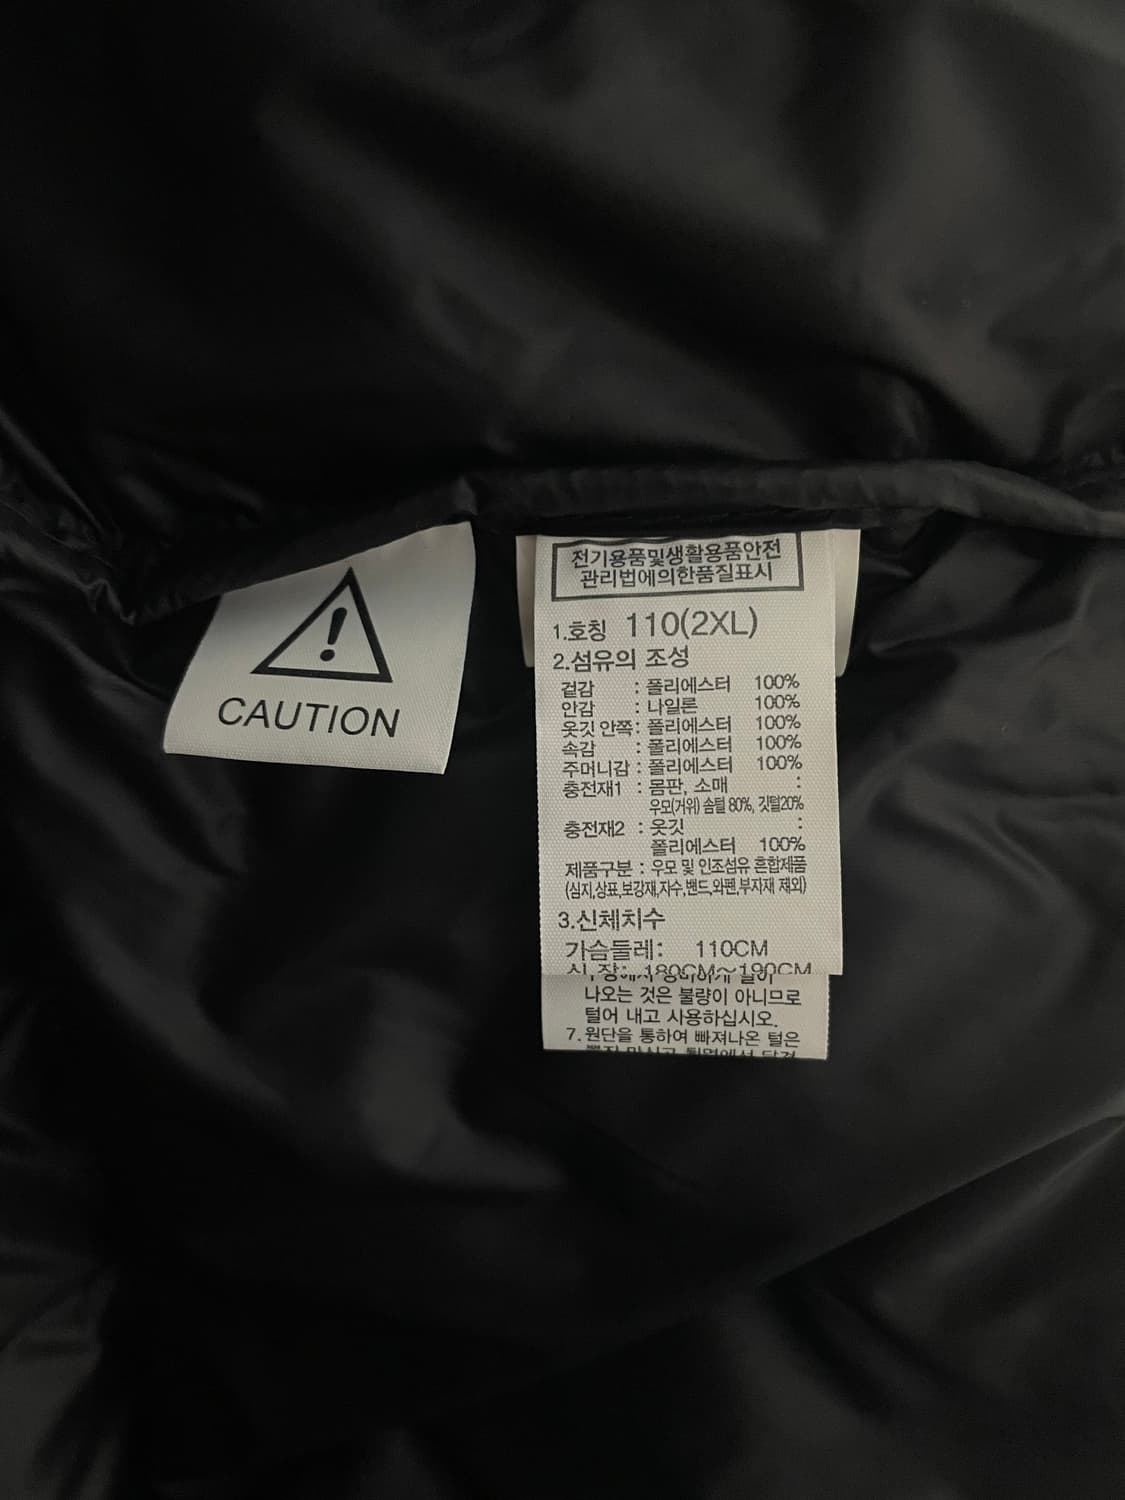 CAUTION
전기용품및생활용품안전
관리법에의한품질표시
1.호칭 110(2XL)
2.섬유의 조성
겉감 : 폴리에스터 100%
안감 : 나일론 100%
옷깃 안쪽: 폴리에스터 100%
속감 : 폴리에스터 100%
주머니감 : 폴리에스터 100%
충전재1 : 몸판, 소매 :
우모(거위) 솜털 80%, 깃털20%
충전재2 : 옷깃 :
폴리에스터 100%
제품구분 : 우모 및 인조섬유 혼합제품
(심지,상표,보강재,자수,밴드,와펜,부자재 제외)
3.신체치수
가슴둘레: 110CM
신 장: 180CM~190CM
나오는 것은 불량이 아니므로
털어 내고 사용하십시오.
7.원단을 통하여 빠져나온 털은